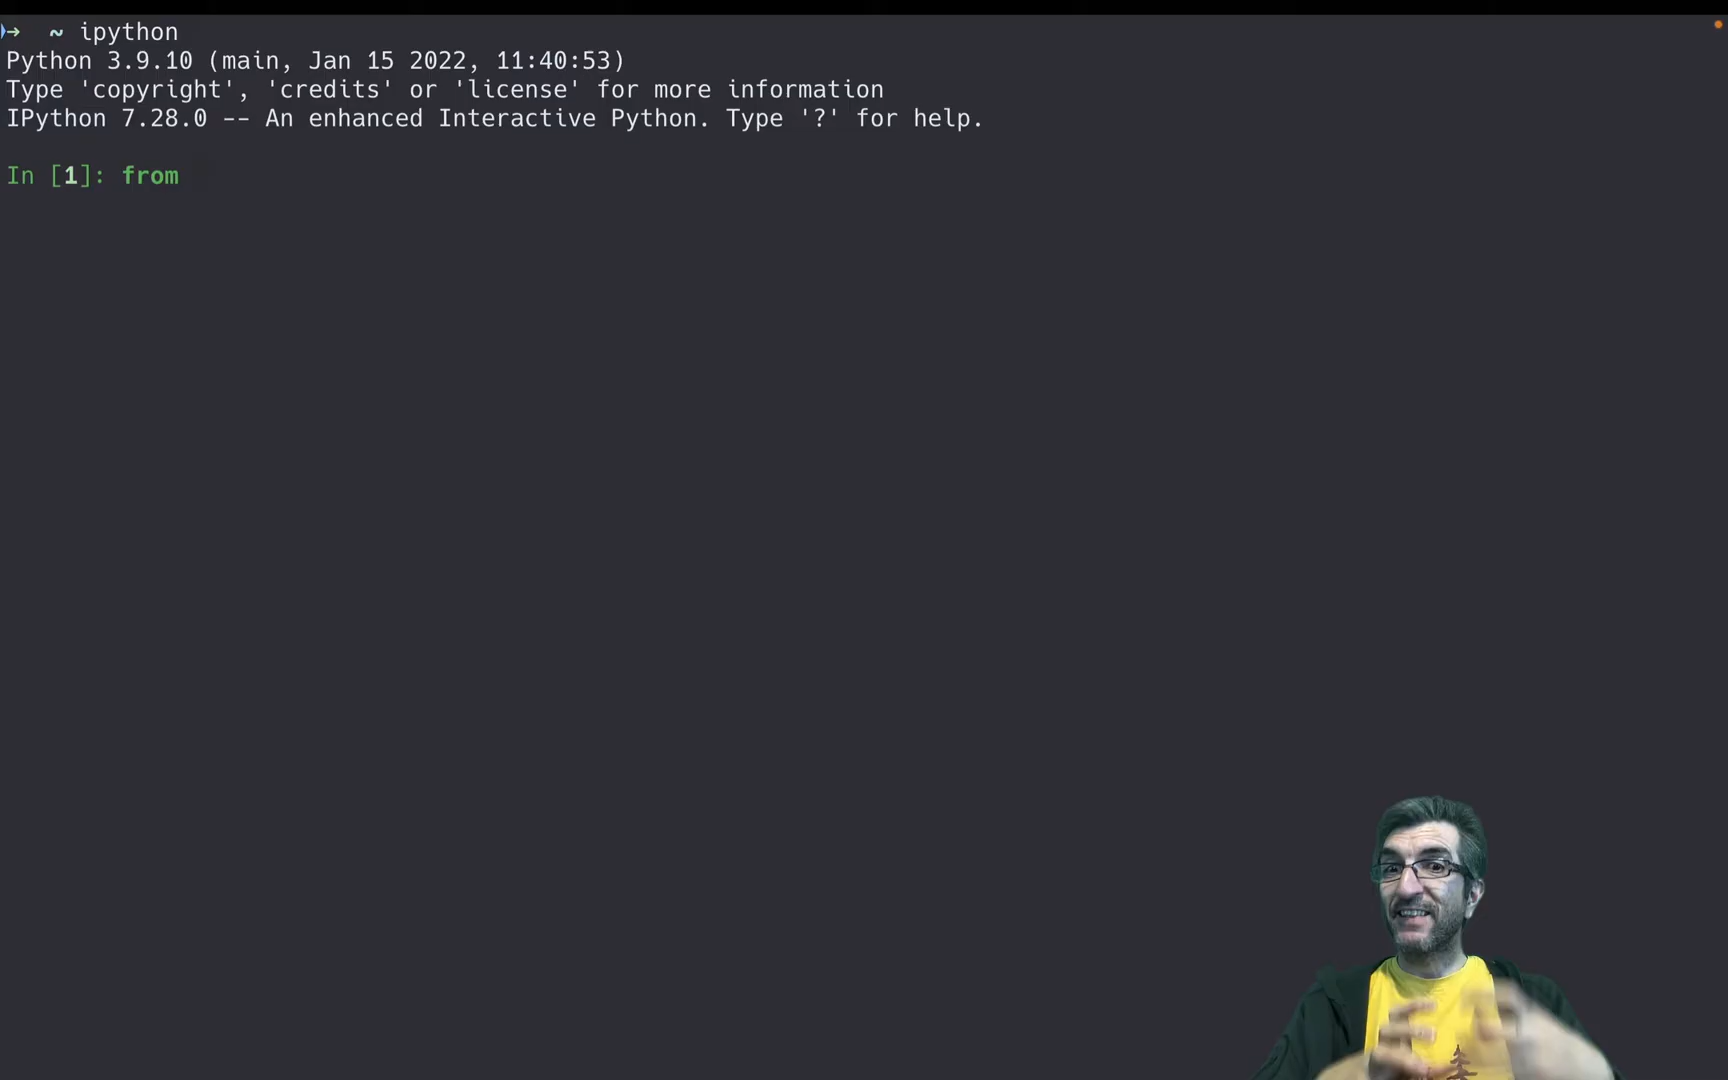 → ~ ipython
Python 3.9.10 (main, Jan 15 2022, 11:40:53)
Type 'copyright', 'credits' or 'license' for more information
IPython 7.28.0 -- An enhanced Interactive Python. Type '?' for help.
In [1]: from